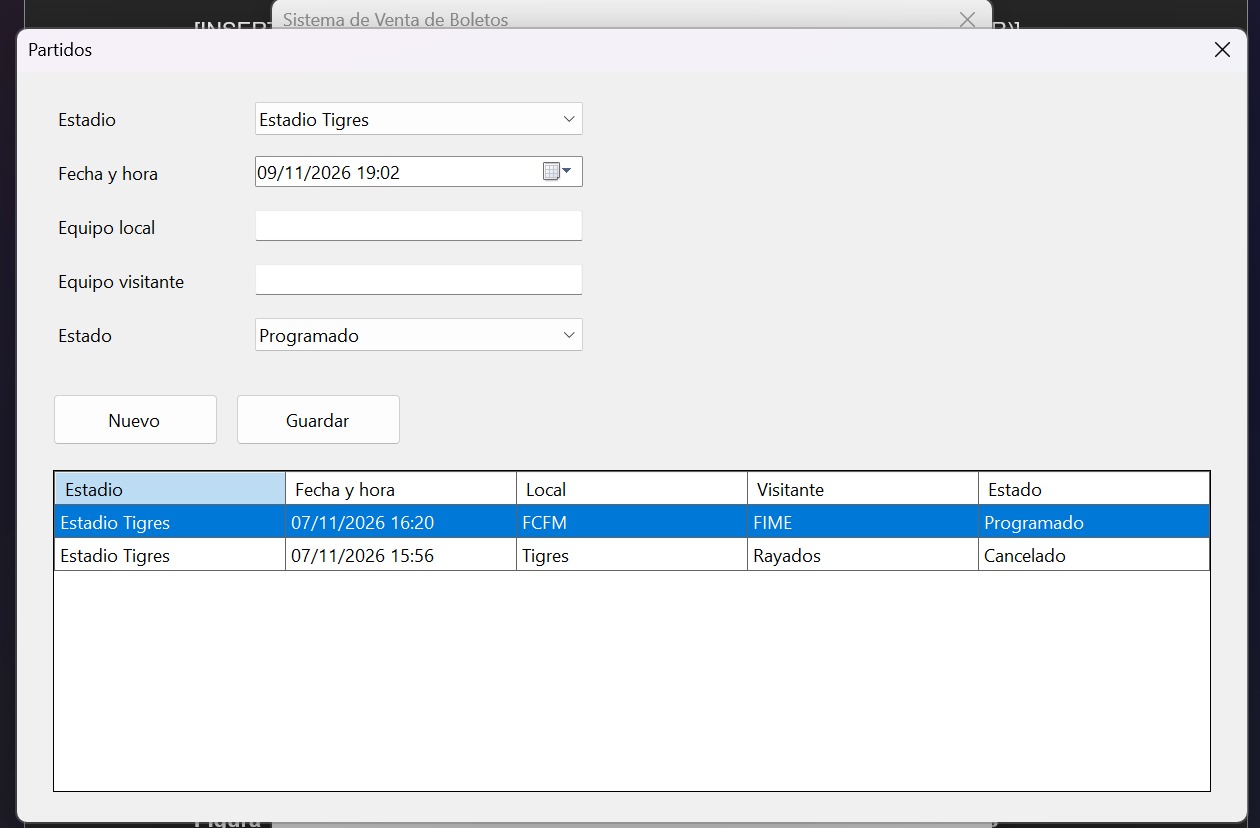 Sistema de Venta de Boletos
Partidos
Estadio
Estadio Tigres
Fecha y hora
09/11/2026 19:02
Equipo local
Equipo visitante
Estado
Programado
Nuevo
Guardar
Estadio Fecha y hora Local Visitante Estado
Estadio Tigres 07/11/2026 16:20 FCFM FIME Programado
Estadio Tigres 07/11/2026 15:56 Tigres Rayados Cancelado